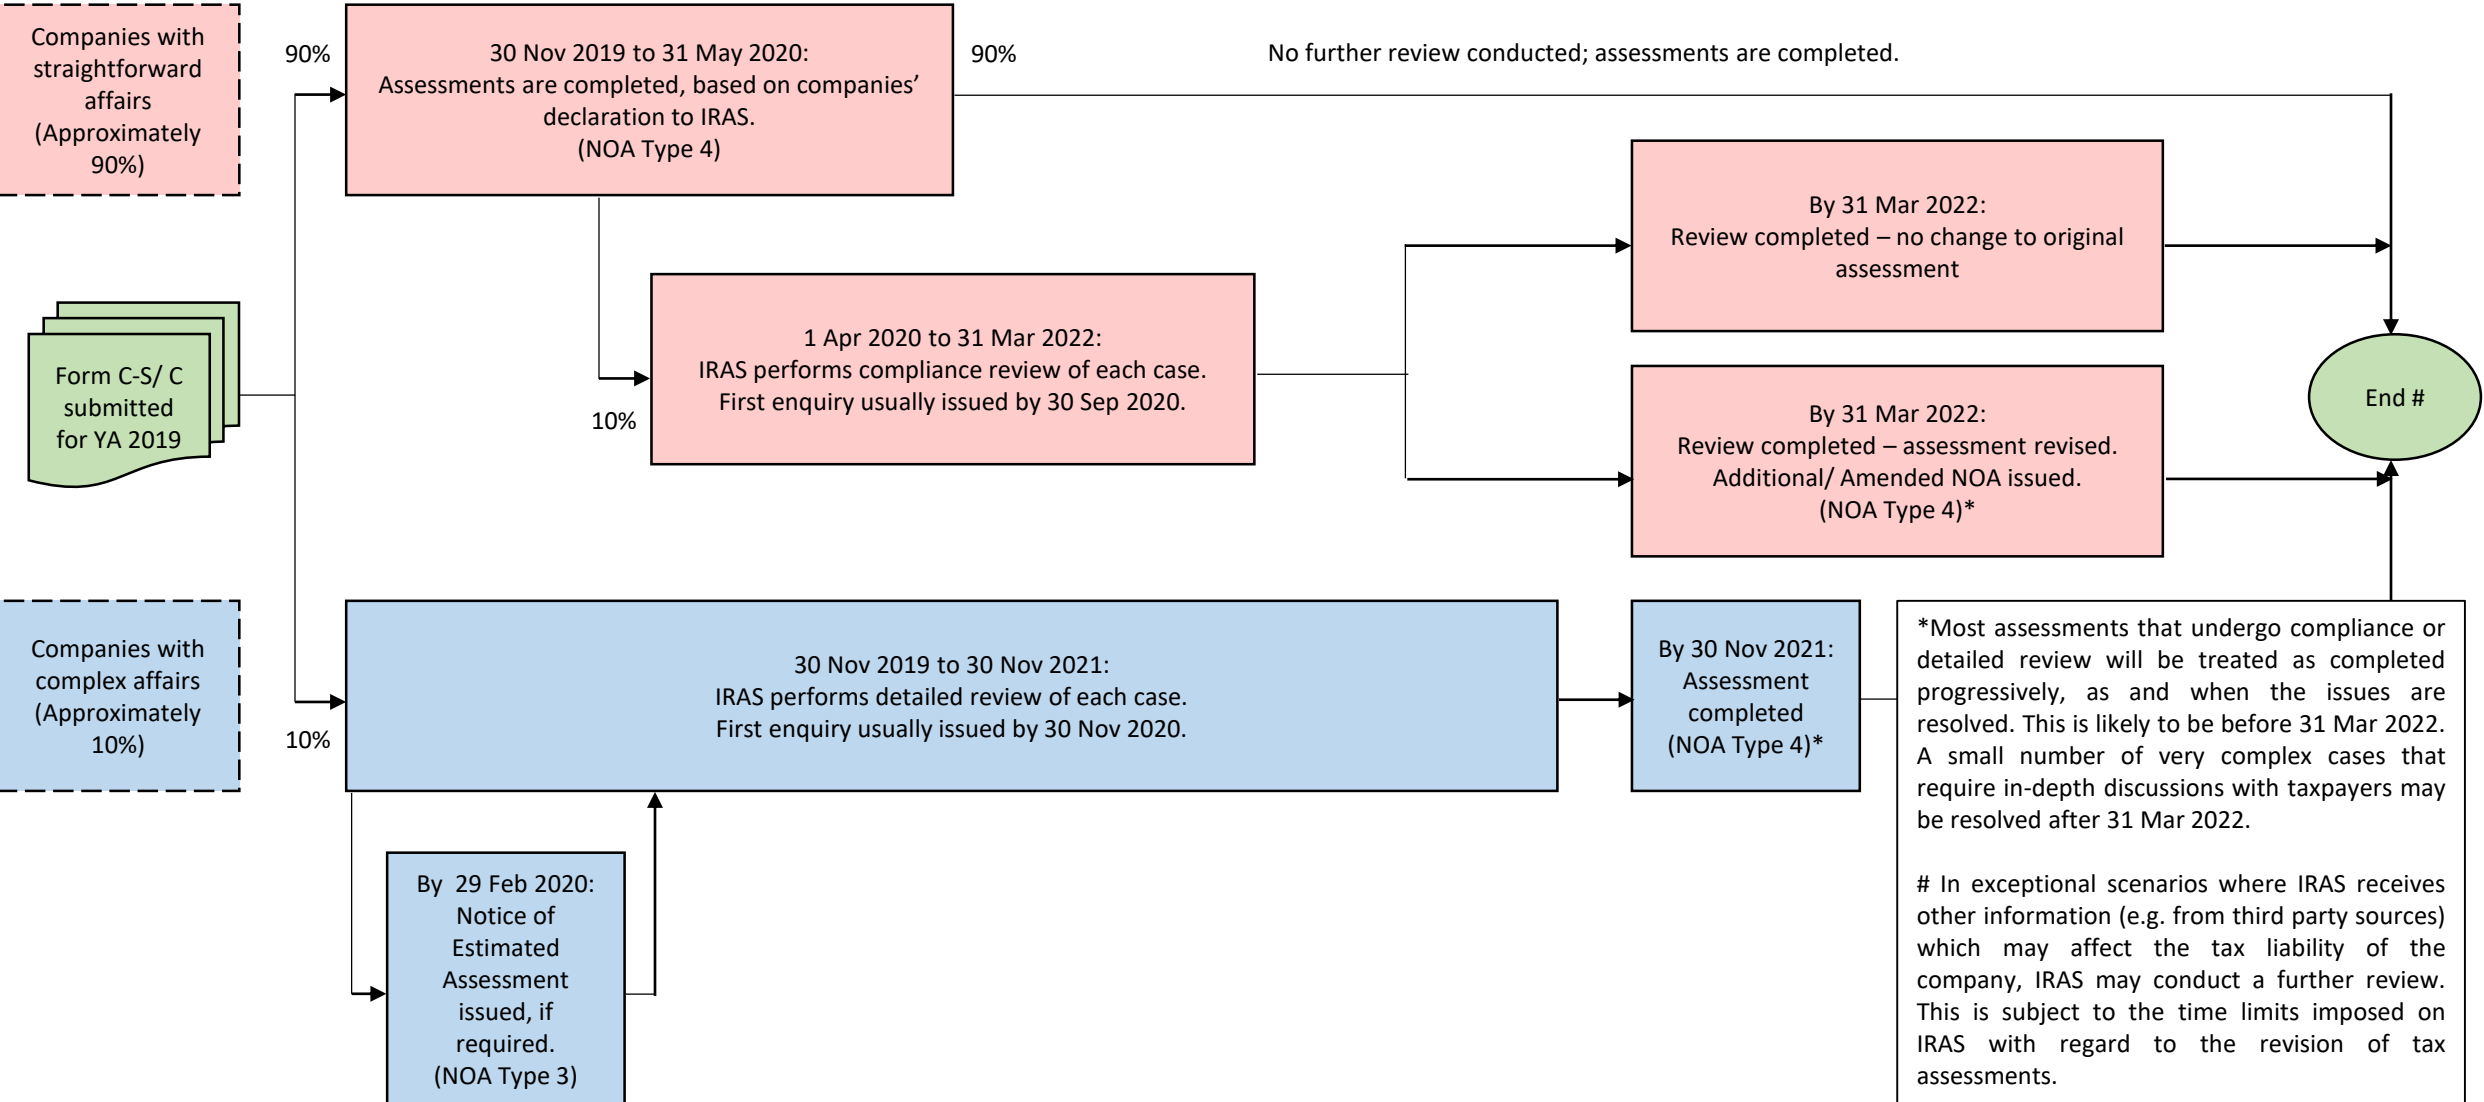 Companies with
straightforward
affairs
(Approximately
90%)
90%
30 Nov 2019 to 31 May 2020:
Assessments are completed, based on companies’
declaration to IRAS.
(NOA Type 4)
90%
No further review conducted; assessments are completed.
By 31 Mar 2022:
Review completed – no change to original
assessment
Form C-S/ C
submitted
for YA 2019
1 Apr 2020 to 31 Mar 2022:
IRAS performs compliance review of each case.
First enquiry usually issued by 30 Sep 2020.
10%
By 31 Mar 2022:
Review completed – assessment revised.
Additional/ Amended NOA issued.
(NOA Type 4)*
End #
Companies with
complex affairs
(Approximately
10%)
10%
30 Nov 2019 to 30 Nov 2021:
IRAS performs detailed review of each case.
First enquiry usually issued by 30 Nov 2020.
By 30 Nov 2021:
Assessment
completed
(NOA Type 4)*
By 29 Feb 2020:
Notice of
Estimated
Assessment
issued, if
required.
(NOA Type 3)
*Most assessments that undergo compliance or
detailed review will be treated as completed
progressively, as and when the issues are
resolved. This is likely to be before 31 Mar 2022.
A small number of very complex cases that
require in-depth discussions with taxpayers may
be resolved after 31 Mar 2022.
# In exceptional scenarios where IRAS receives
other information (e.g. from third party sources)
which may affect the tax liability of the
company, IRAS may conduct a further review.
This is subject to the time limits imposed on
IRAS with regard to the revision of tax
assessments.